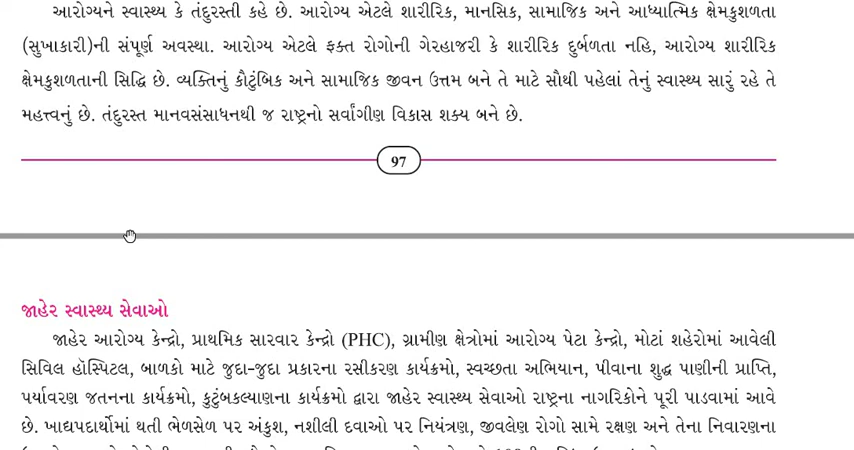 આરોગ્યને સ્વાસ્થ્ય કે તંદુરસ્તી કહે છે. આરોગ્ય એટલે શારીરિક, માનસિક, સામાજિક અને આધ્યાત્મિક ક્ષેમકુશળતા
(સુખાકારી)ની સંપૂર્ણ અવસ્થા. આરોગ્ય એટલે ફક્ત રોગોની ગેરહાજરી કે શારીરિક દુર્બળતા નહિ, આરોગ્ય શારીરિક
ક્ષેમકુશળતાની સિદ્ધિ છે. વ્યક્તિનું કૌટુંબિક અને સામાજિક જીવન ઉત્તમ બને તે માટે સૌથી પહેલાં તેનું સ્વાસ્થ્ય સારું રહે તે
મહત્ત્વનું છે. તંદુરસ્ત માનવસંસાધનથી જ રાષ્ટ્રનો સર્વાંગીણ વિકાસ શક્ય બને છે.
97
જાહેર સ્વાસ્થ્ય સેવાઓ
જાહેર આરોગ્ય કેન્દ્રો, પ્રાથમિક સારવાર કેન્દ્રો (PHC), ગ્રામીણ ક્ષેત્રોમાં આરોગ્ય પેટા કેન્દ્રો, મોટાં શહેરોમાં આવેલી
સિવિલ હૉસ્પિટલ, બાળકો માટે જુદા-જુદા પ્રકારના રસીકરણ કાર્યક્રમો, સ્વચ્છતા અભિયાન, પીવાના શુદ્ધ પાણીની પ્રાપ્તિ,
પર્યાવરણ જતનના કાર્યક્રમો, કુટુંબકલ્યાણના કાર્યક્રમો દ્વારા જાહેર સ્વાસ્થ્ય સેવાઓ રાષ્ટ્રના નાગરિકોને પૂરી પાડવામાં આવે
છે. ખાદ્યપદાર્થોમાં થતી ભેળસેળ પર અંકુશ, નશીલી દવાઓ પર નિયંત્રણ, જીવલેણ રોગો સામે રક્ષણ અને તેના નિવારણના